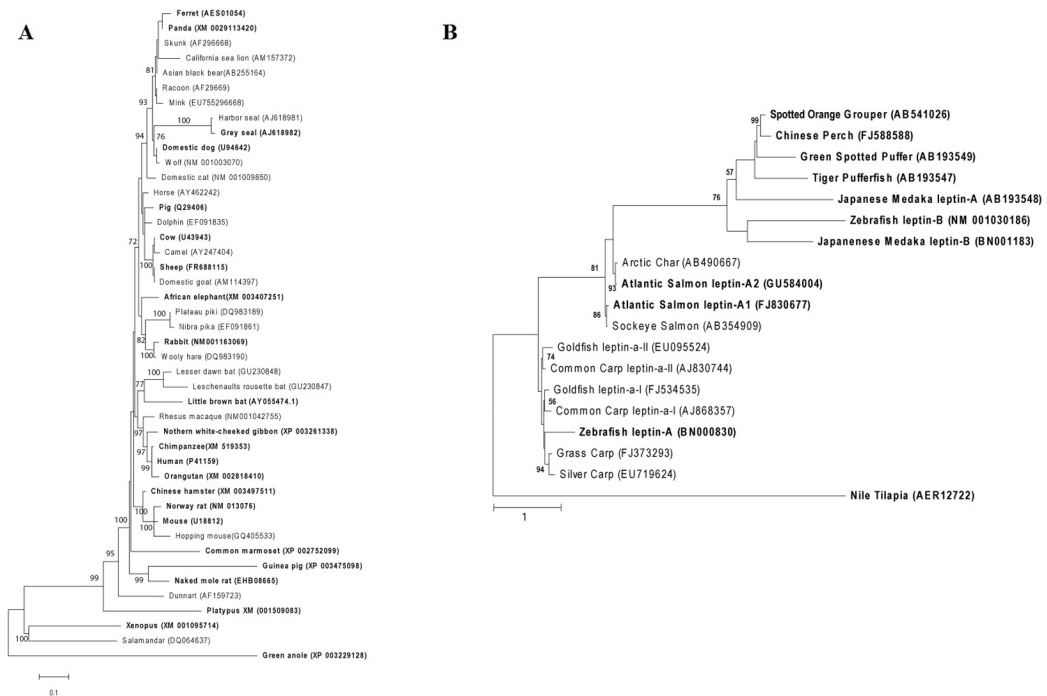 A
Ferret (AES01054)
Panda (XM 0029113420)
Skunk (AF296668)
California sea lion (AM157372)
81
Asian black bear(AB255164)
Racoon (AF29669)
93
Mink (EU755296668)
Harbor seal (AJ618981)
100
Grey seal (AJ618982)
94
76
Domestic dog (U94642)
Wolf (NM 001003070)
Domestic cat (NM 001009850)
Horse (AY462242)
Pig (Q29406)
Dolphin (EF091835)
Cow (U43943)
72
Camel (AY247404)
Sheep (FR688115)
100
Domestic goat (AM114397)
African elephant(XM 003407251)
Plateau piki (DQ983189)
100
Nibra pika (EF091861)
82
Rabbit (NM001163069)
100
Wooly hare (DQ983190)
Lesser dawn bat (GU230848)
100
77
Leschenaults rousette bat (GU230847)
Little brown bat (AY055474.1)
Rhesus macaque (NM001042755)
97
Nothern white-cheeked gibbon (XP 003261338)
Chimpanzee(XM 519353)
97
Human (P41159)
99
Orangutan (XM 002818410)
Chinese hamster (XM 003497511)
Norway rat (NM 013076)
100
Mouse (U18812)
100
100
Hopping mouse(GQ405533)
Common marmoset (XP 002752099)
95
Guinea pig (XP 003475098)
99
Naked mole rat (EHB08665)
99
Dunnart (AF159723)
Platypus XM (001509083)
Xenopus (XM 001095714)
100
Salamandar (DQ064637)
Green anole (XP 003229128)
0.1
B
Spotted Orange Grouper (AB541026)
99
Chinese Perch (FJ588588)
Green Spotted Puffer (AB193549)
57
Tiger Pufferfish (AB193547)
76
Japanese Medaka leptin-A (AB193548)
Zebrafish leptin-B (NM 001030186)
Japanenese Medaka leptin-B (BN001183)
Arctic Char (AB490667)
81
Atlantic Salmon leptin-A2 (GU584004)
93
Atlantic Salmon leptin-A1 (FJ830677)
86
Sockeye Salmon (AB354909)
Goldfish leptin-a-II (EU095524)
74
Common Carp leptin-a-II (AJ830744)
Goldfish leptin-a-I (FJ534535)
56
Common Carp leptin-a-I (AJ868357)
Zebrafish leptin-A (BN000830)
Grass Carp (FJ373293)
94
Silver Carp (EU719624)
Nile Tilapia (AER12722)
1